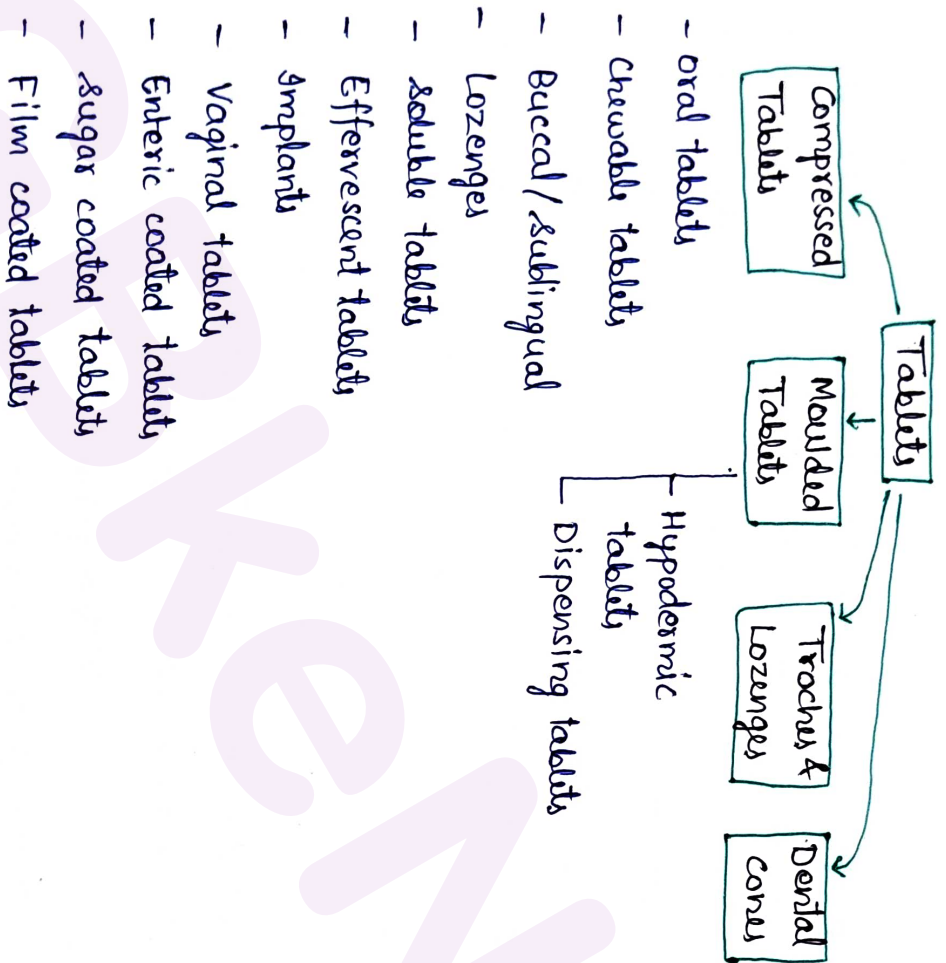 Tablets
Compressed
Tablets
Moulded
Tablets
Troches &
Lozenges
Dental
cones
- oral tablets
- Chewable tablets
- Buccal/sublingual
- Lozenges
- soluble tablets
- Effervescent tablets
- Implants
- Vaginal tablets
- Enteric coated tablets
- sugar coated tablets
- Film coated tablets
Hypodermic
tablets
Dispensing tablets